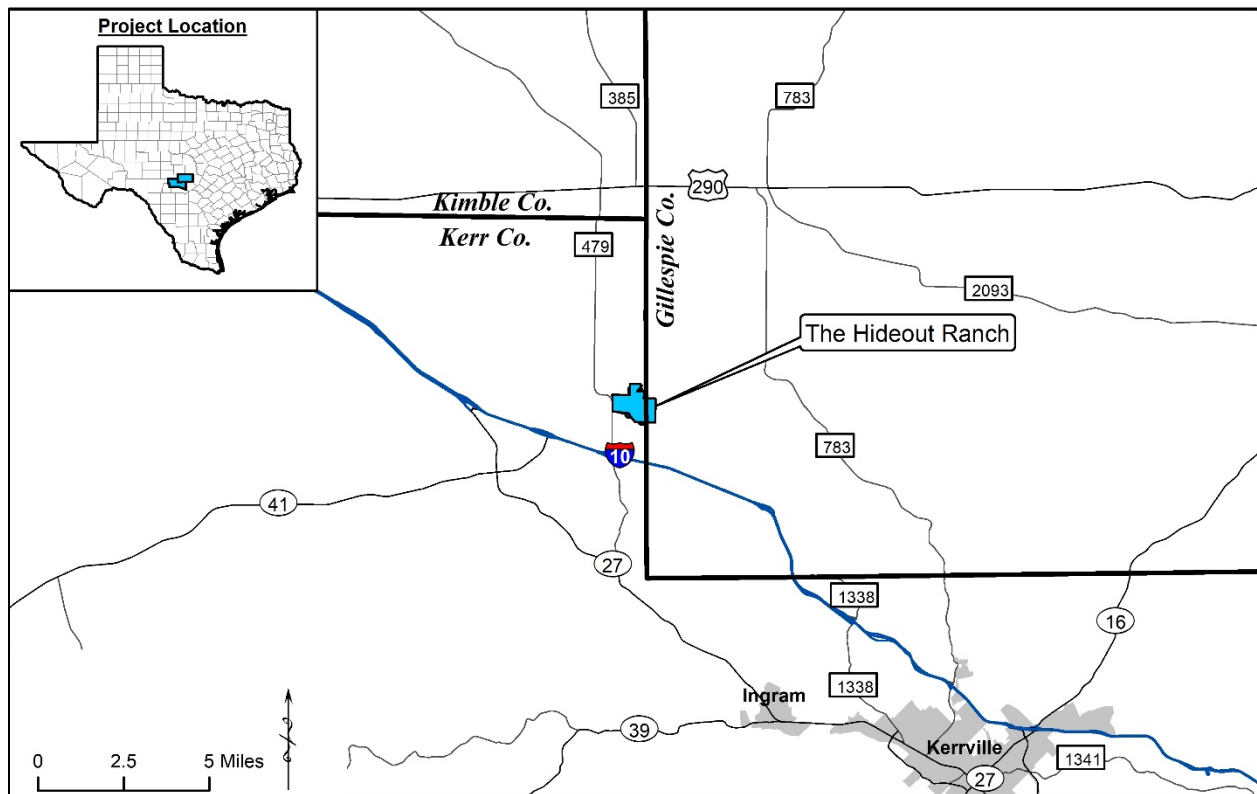 Project Location
385
783
290
Kimble Co.
Kerr Co.
Gillespie Co.
479
2093
The Hideout Ranch
783
10
41
27
1338
16
1338
Ingram
39
Kerrville
1341
27
0 2.5 5 Miles